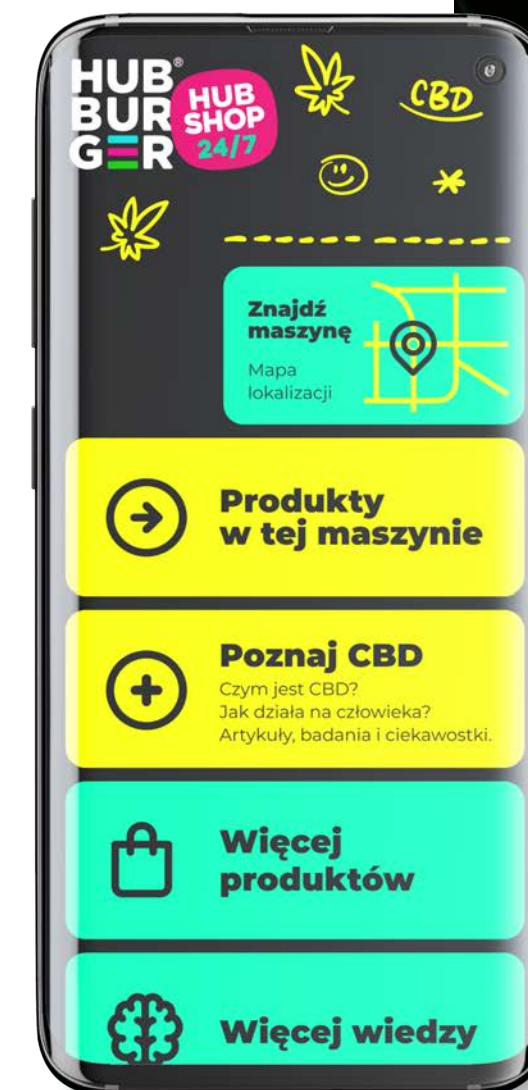 HUB®
BUR
GER
HUB
SHOP
24/7
CBD
Znajdź
maszynę
Mapa
lokalizacji
Produkty
w tej maszynie
Poznaj CBD
Czym jest CBD?
Jak działa na człowieka?
Artykuły, badania i ciekawostki.
Więcej
produktów
Więcej wiedzy